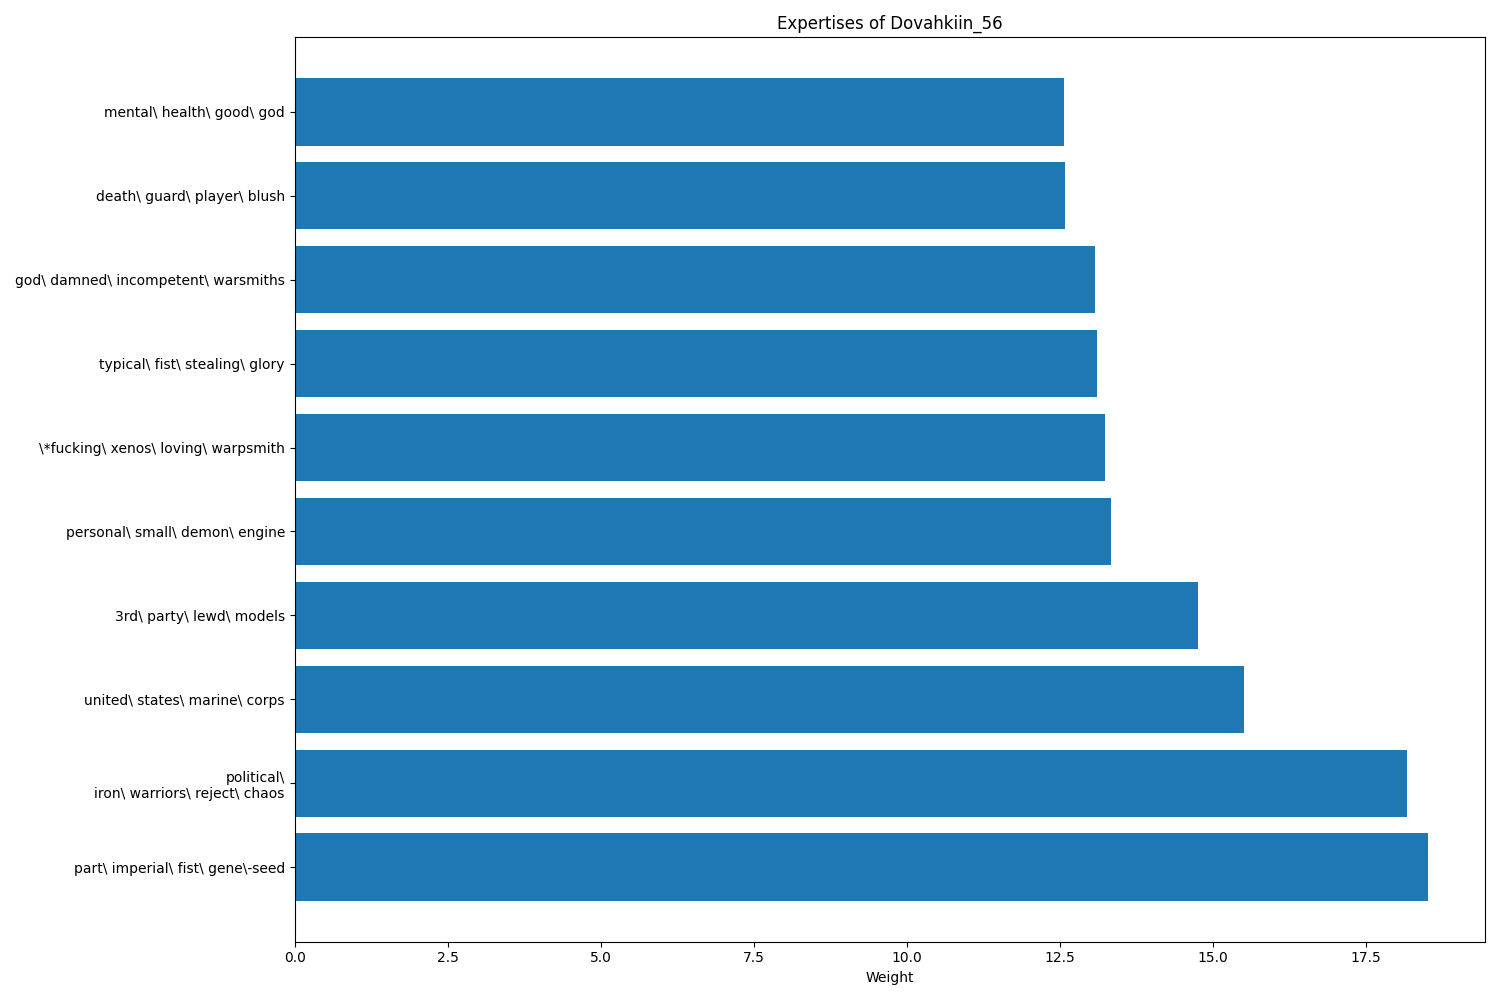 Expertises of Dovahkiin_56
mental\ health\ good\ god
death\ guard\ player\ blush
god\ damned\ incompetent\ warsmiths
typical\ fist\ stealing\ glory
\*fucking\ xenos\ loving\ warpsmith
personal\ small\ demon\ engine
3rd\ party\ lewd\ models
united\ states\ marine\ corps
political\
iron\ warriors\ reject\ chaos
part\ imperial\ fist\ gene\-seed
0.0 2.5 5.0 7.5 10.0 12.5 15.0 17.5
Weight